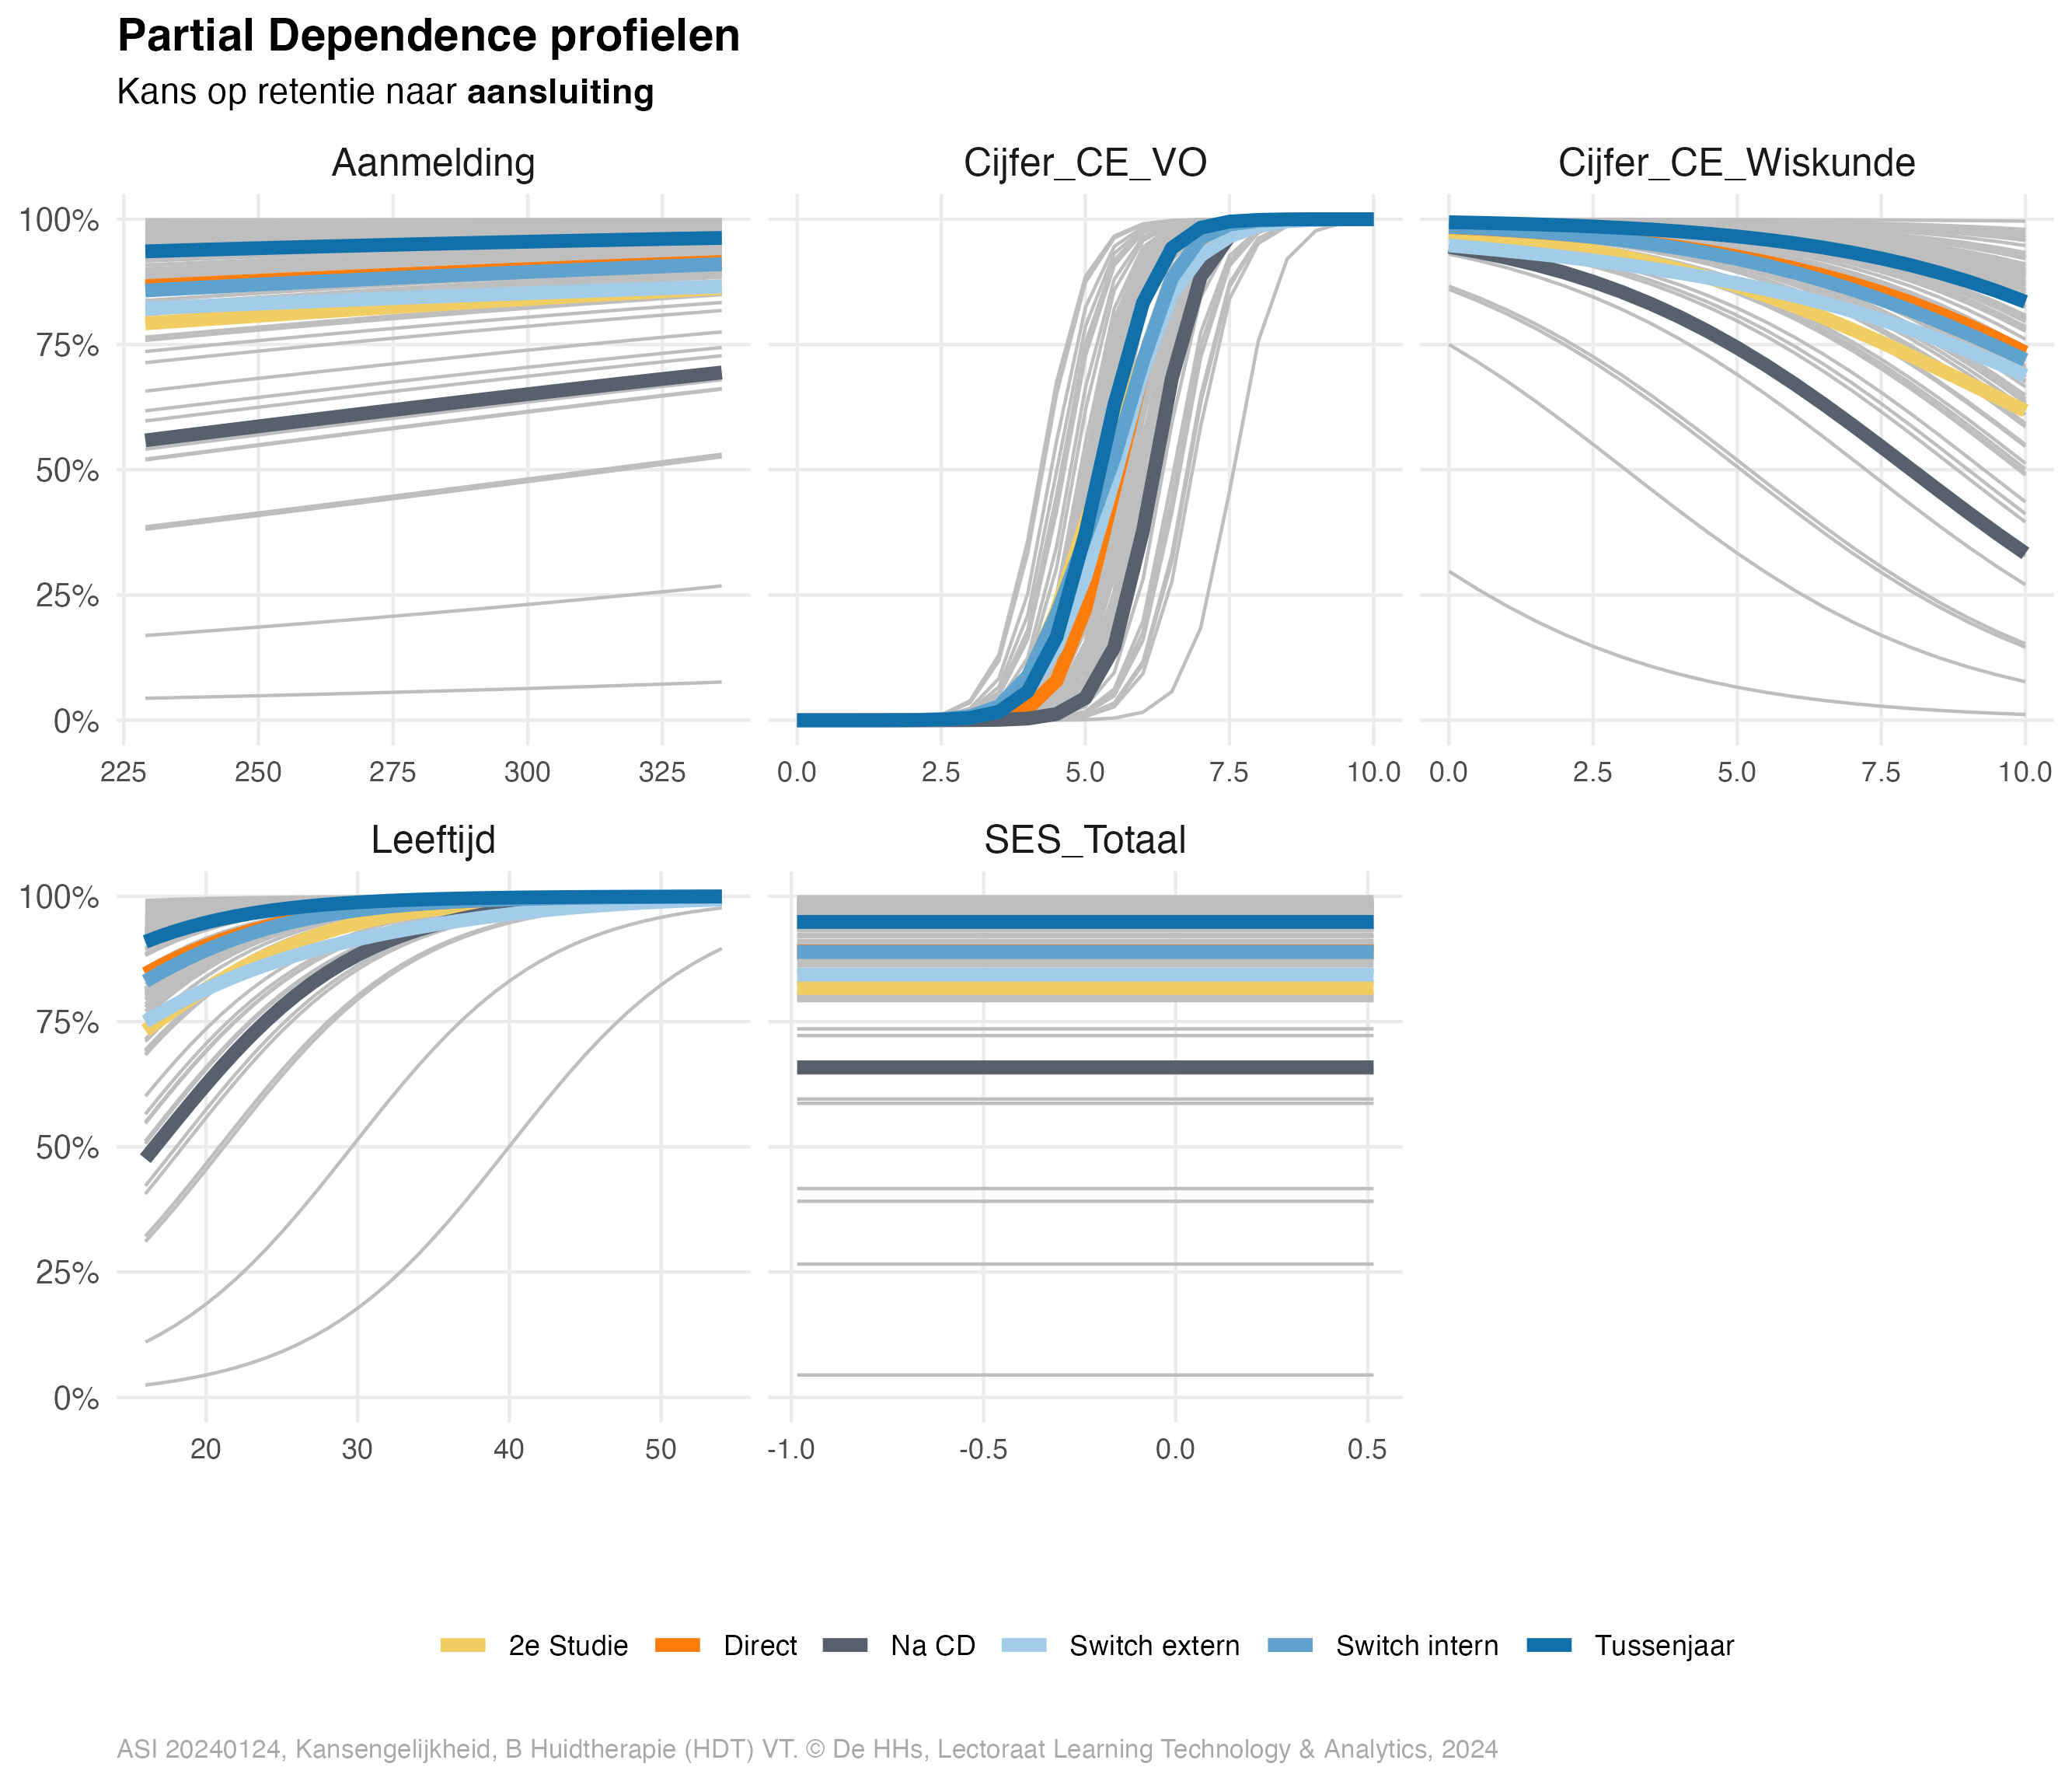 Partial Dependence profielen
Kans op retentie naar aansluiting
Aanmelding
Cijfer_CE_VO
Cijfer_CE_Wiskunde
100%
75%
50%
25%
0%
225 250 275 300 325
0.0 2.5 5.0 7.5 10.0
0.0 2.5 5.0 7.5 10.0
Leeftijd
SES_Totaal
100%
75%
50%
25%
0%
20 30 40 50
-1.0 -0.5 0.0 0.5
2e Studie Direct Na CD Switch extern Switch intern Tussenjaar
ASI 20240124, Kansengelijkheid, B Huidtherapie (HDT) VT. © De HHs, Lectoraat Learning Technology & Analytics, 2024